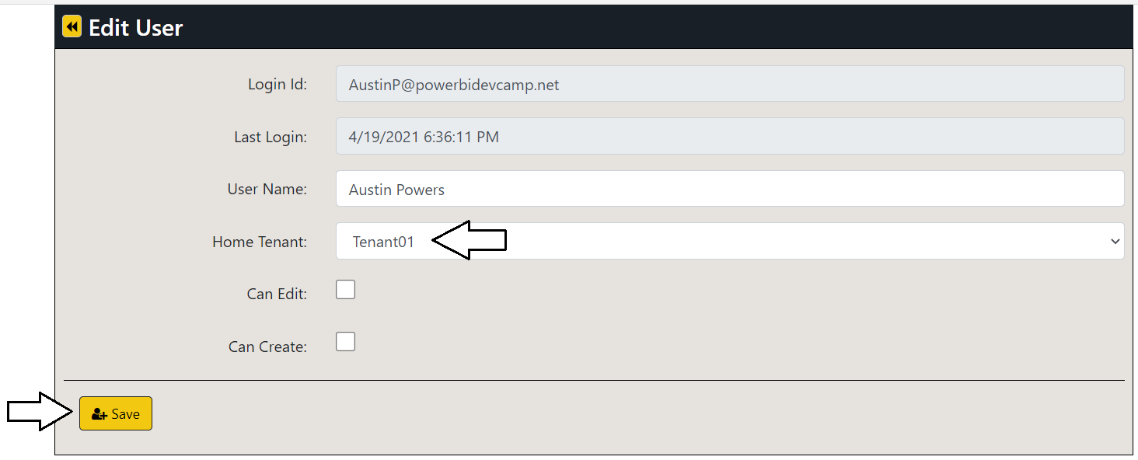 Edit User
Login Id: AustinP@powerbidevcamp.net
Last Login: 4/19/2021 6:36:11 PM
User Name: Austin Powers
Home Tenant: Tenant01
Can Edit:
Can Create:
Save